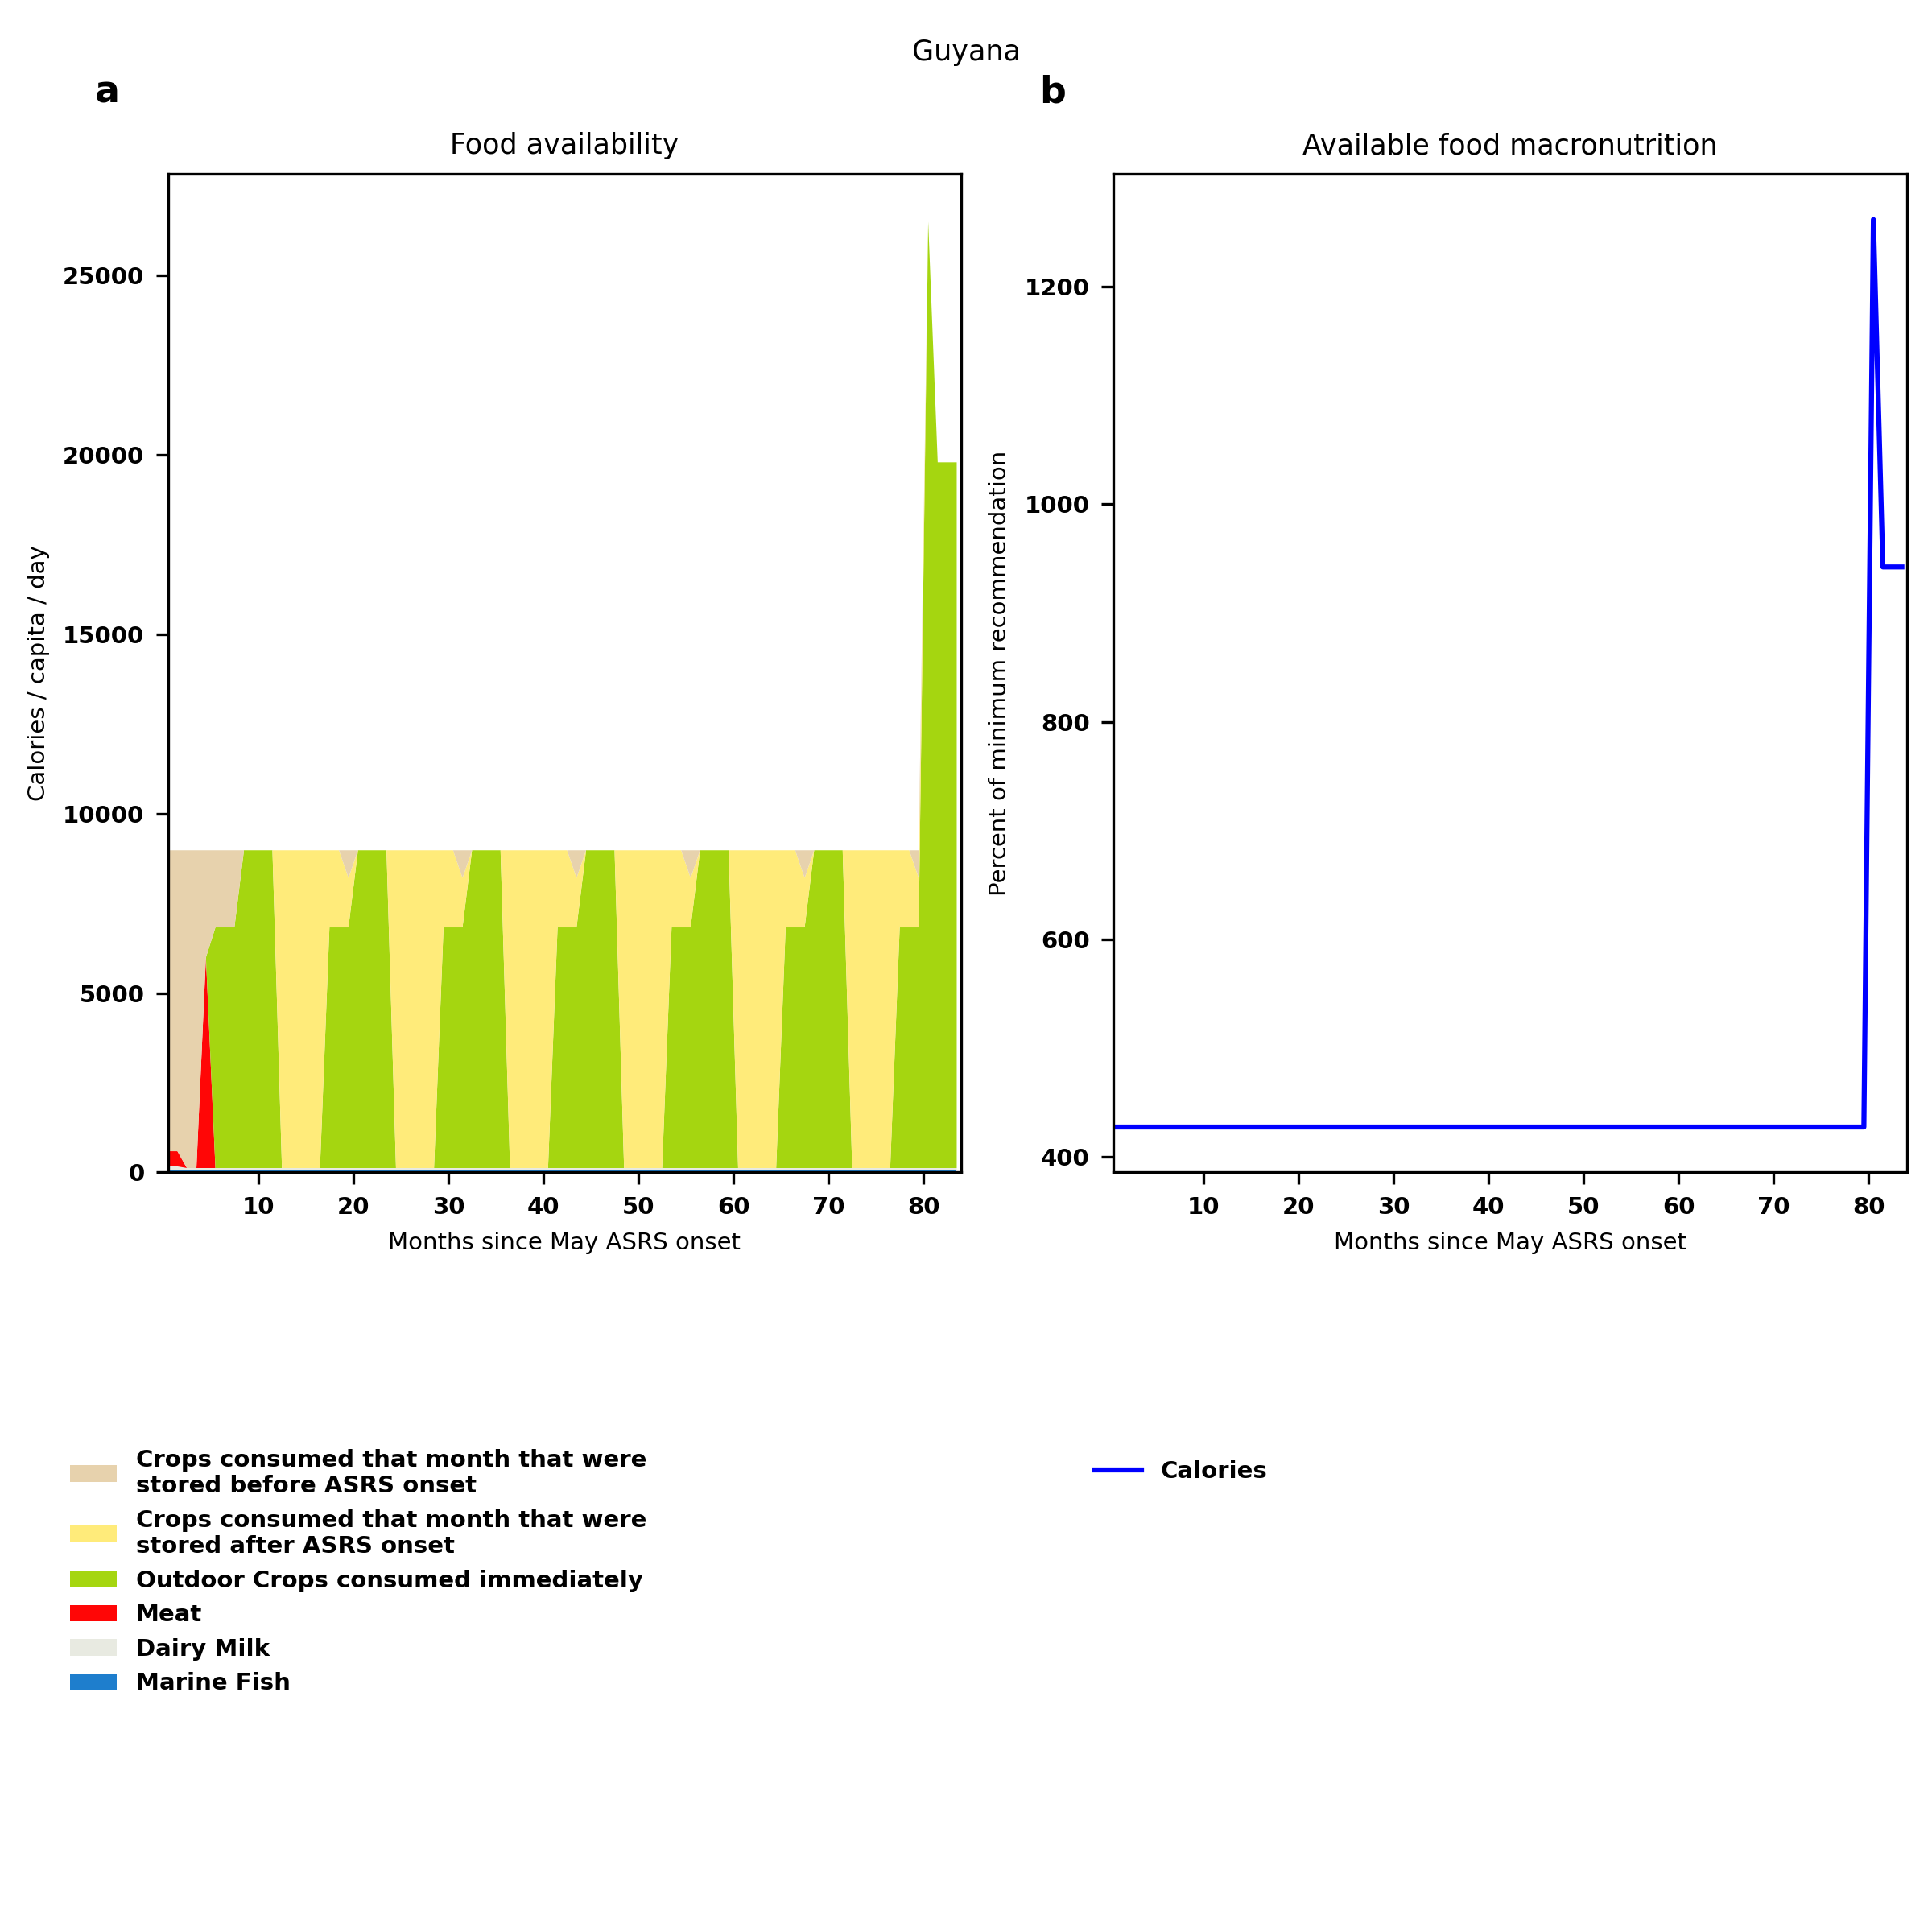 Guyana
a
Food availability
Calories / capita / day
25000
20000
15000
10000
5000
0
10 20 30 40 50 60 70 80
Months since May ASRS onset
b
Available food macronutrition
Percent of minimum recommendation
1200
1000
800
600
400
10 20 30 40 50 60 70 80
Months since May ASRS onset
Crops consumed that month that were
stored before ASRS onset
Crops consumed that month that were
stored after ASRS onset
Outdoor Crops consumed immediately
Meat
Dairy Milk
Marine Fish
Calories